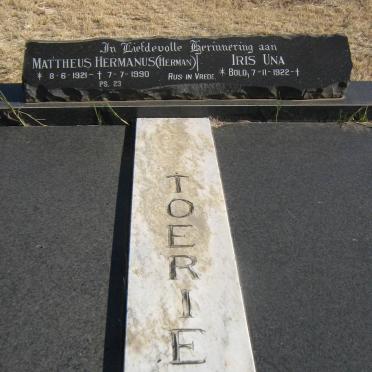 In Liefdevolle Herinnering aan
MATTHEUS HERMANUS (HERMAN) IRIS UNA
* 8-6-1921-† 7-7-1990 RUS IN VREDE * BOLD, 7-11-1922-†
PS. 23
TOERIE